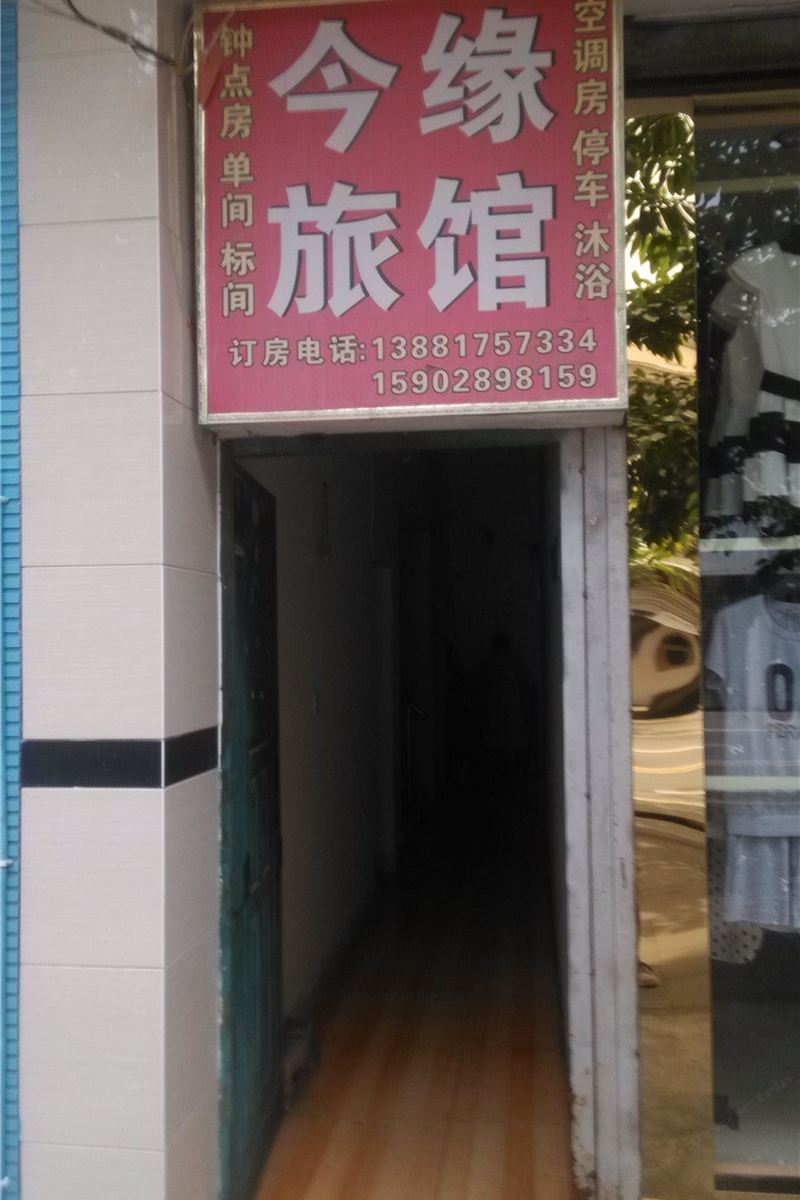 今缘
旅馆
钟点房 单间 标间
空调房 停车 沐浴
订房电话:13881757334
15902898159
0